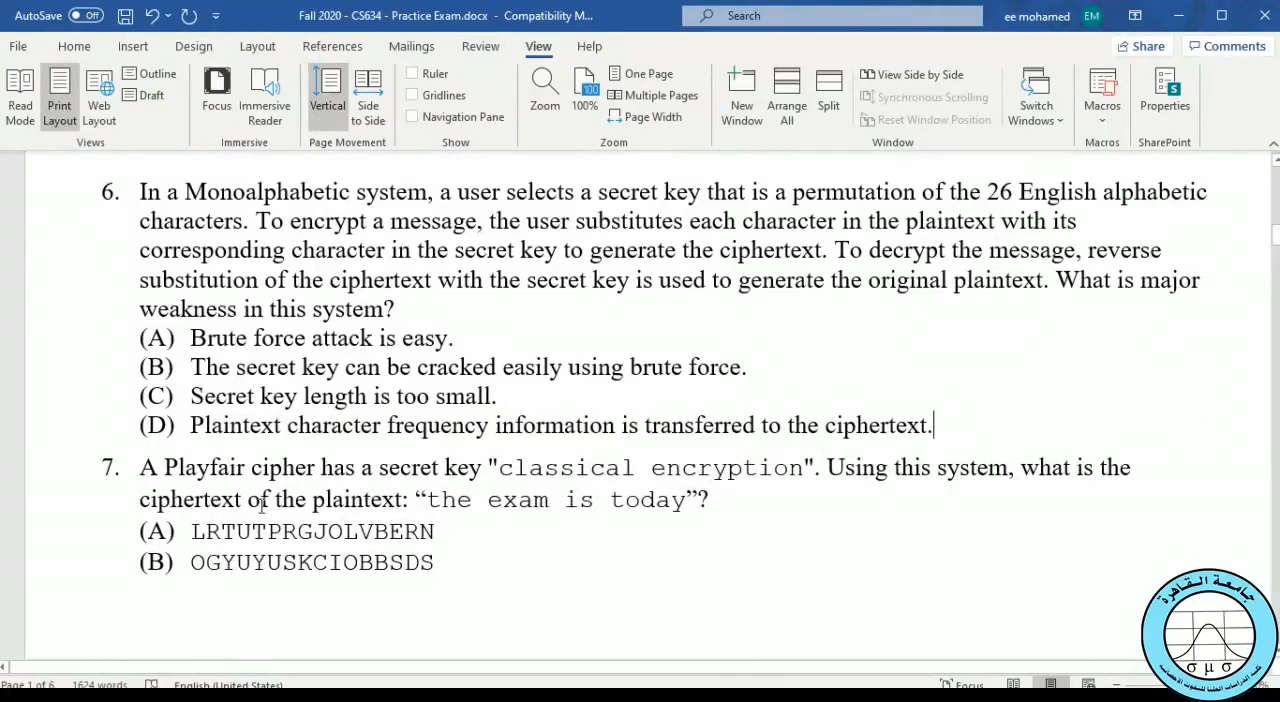 AutoSave Off Fall 2020 - CS634 - Practice Exam.docx - Compatibility M... Search ee mohamed EM
File Home Insert Design Layout References Mailings Review View Help Share Comments
Read Mode Print Layout Web Layout Outline Draft Focus Immersive Reader Vertical Side to Side Ruler Gridlines Navigation Pane Zoom 100 100% One Page Multiple Pages Page Width New Window Arrange All Split View Side by Side Synchronous Scrolling Reset Window Position Switch Windows Macros Properties
Views Immersive Page Movement Show Zoom Window Macros SharePoint
6. In a Monoalphabetic system, a user selects a secret key that is a permutation of the 26 English alphabetic
characters. To encrypt a message, the user substitutes each character in the plaintext with its
corresponding character in the secret key to generate the ciphertext. To decrypt the message, reverse
substitution of the ciphertext with the secret key is used to generate the original plaintext. What is major
weakness in this system?
(A) Brute force attack is easy.
(B) The secret key can be cracked easily using brute force.
(C) Secret key length is too small.
(D) Plaintext character frequency information is transferred to the ciphertext.
7. A Playfair cipher has a secret key "classical encryption". Using this system, what is the
ciphertext of the plaintext: “the exam is today”?
(A) LRTUTPRGJOLVBERN
(B) OGYUYUSKCIOBBSDS
جامعة القاهرة
σ μ σ
Page 1 of 6 1624 words English (United States) Focus